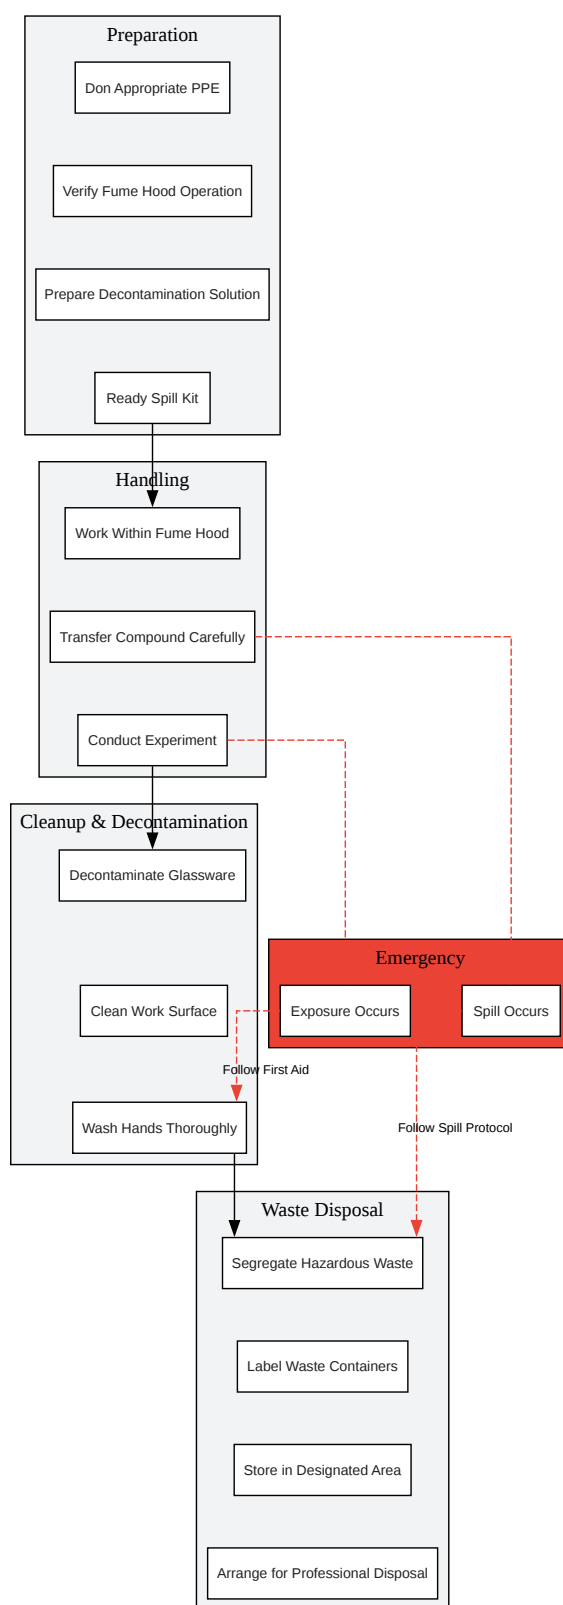 Preparation
Don Appropriate PPE
Verify Fume Hood Operation
Prepare Decontamination Solution
Ready Spill Kit
Handling
Work Within Fume Hood
Transfer Compound Carefully
Conduct Experiment
Cleanup & Decontamination
Decontaminate Glassware
Clean Work Surface
Emergency
Exposure Occurs
Spill Occurs
Follow First Aid
Wash Hands Thoroughly
Follow Spill Protocol
Waste Disposal
Segregate Hazardous Waste
Label Waste Containers
Store in Designated Area
Arrange for Professional Disposal